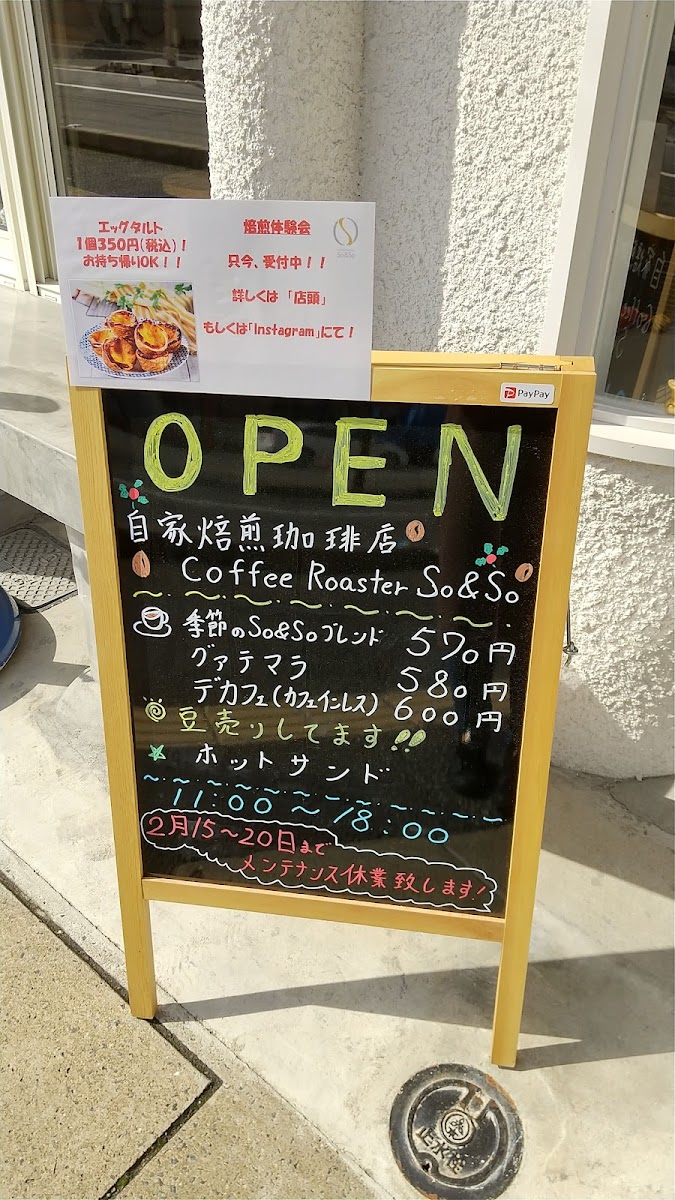 エッグタルト
1個350円(税込)!
お持ち帰りOK!!
焙煎体験会
只今、受付中!!
詳しくは「店頭」
もしくは「Instagram」にて!
PayPay
OPEN
自家焙煎珈琲店
Coffee Roaster So&So
季節のSo&Soブレンド 570円
グァテマラ 580円
デカフェ(カフェインレス) 600円
豆売りしてます!!
ホットサンド
11:00~18:00
2月15~20日まで
メンテナンス休業致します!